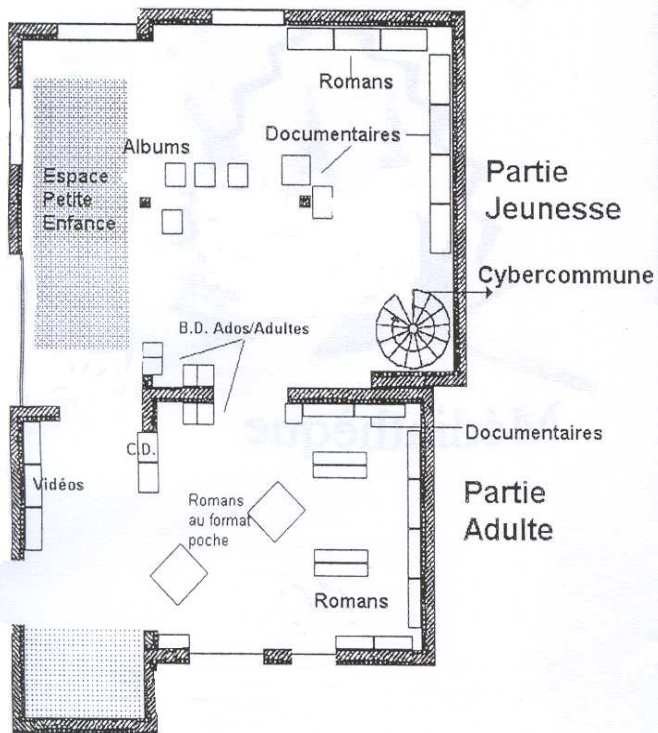 Romans
Documentaires
Albums
Espace
Petite
Enfance
Partie
Jeunesse
Cybercommune
B.D. Ados/Adultes
Documentaires
C.D.
Vidéos
Partie
Adulte
Romans
au format
poche
Romans
Médiathèque